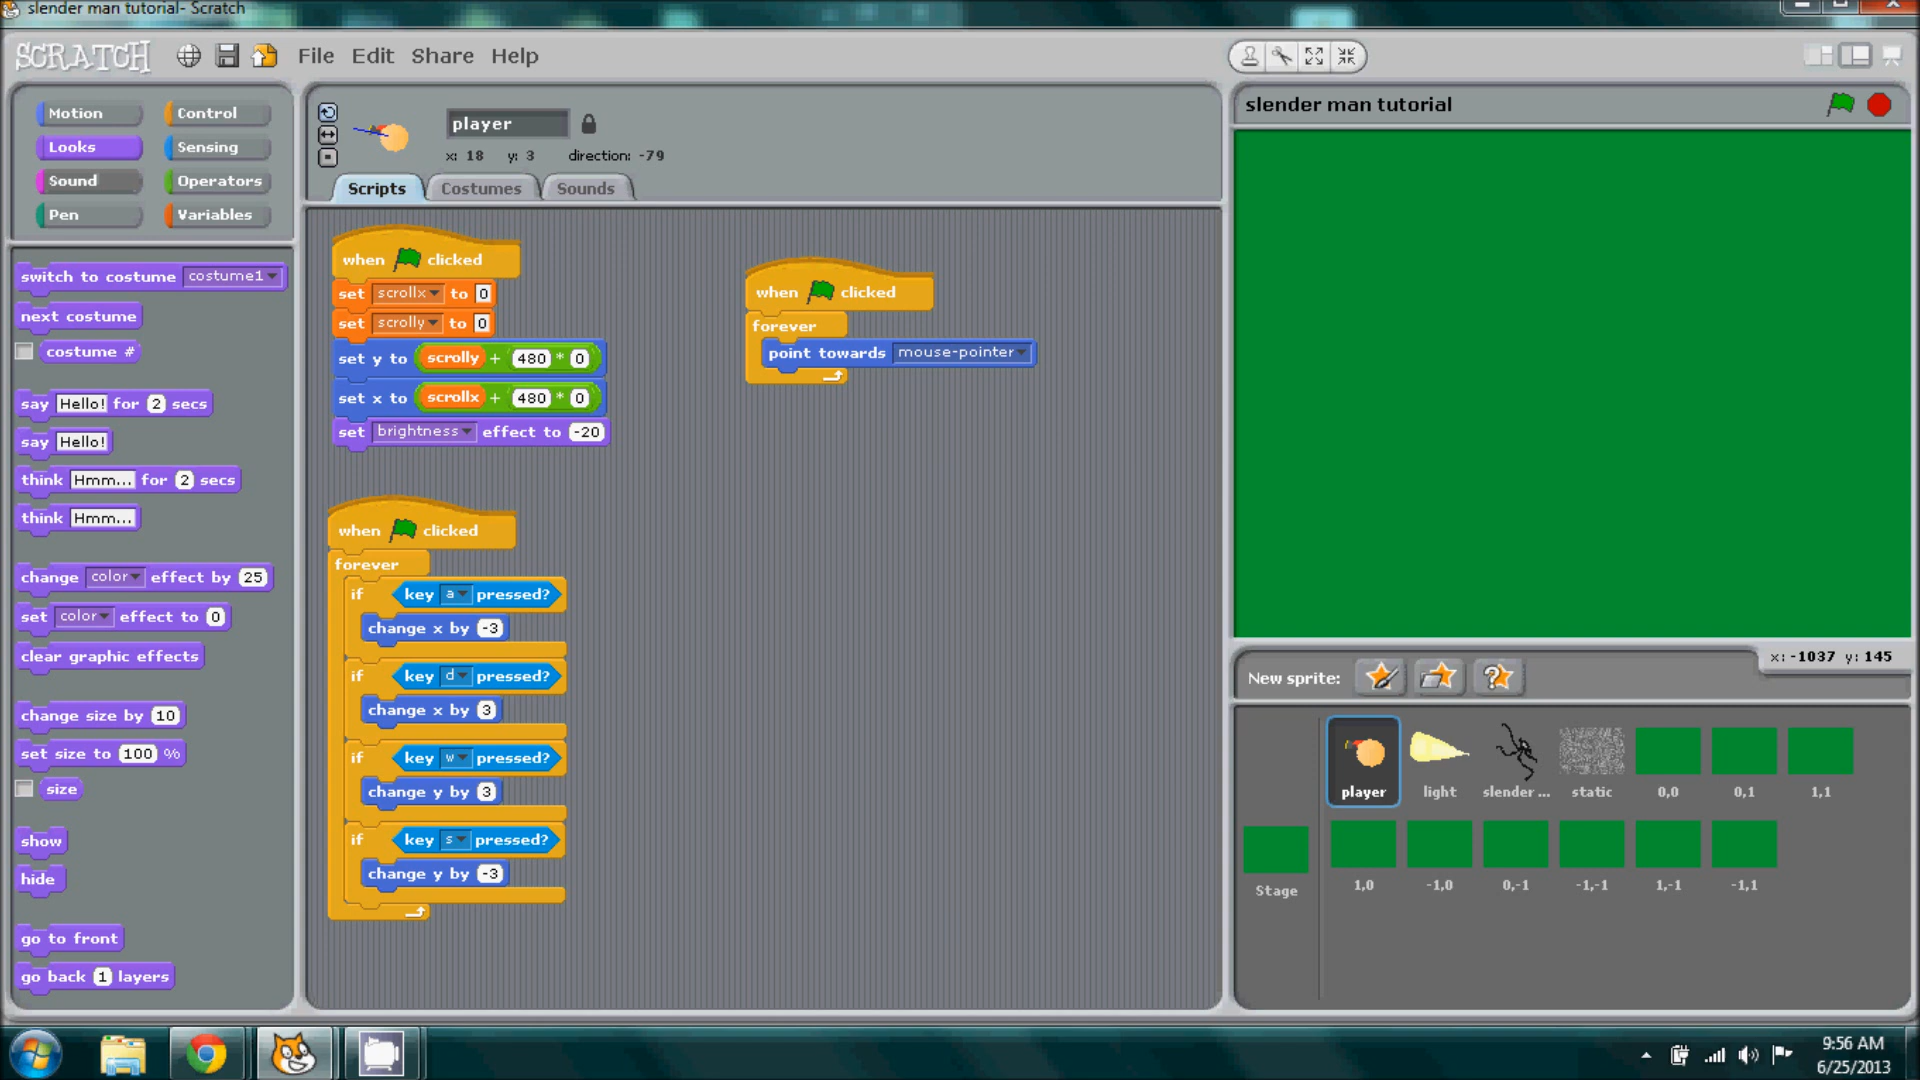 slender man tutorial- Scratch
SCRATCH File Edit Share Help
Motion Control
Looks Sensing
Sound Operators
Pen Variables
switch to costume costume1
next costume
costume #
say Hello! for 2 secs
say Hello!
think Hmm... for 2 secs
think Hmm...
change color effect by 25
set color effect to 0
clear graphic effects
change size by 10
set size to 100 %
size
show
hide
go to front
go back 1 layers
player
x: 18 y: 3 direction: -79
Scripts Costumes Sounds
when clicked
set scrollx to 0
set scrolly to 0
set y to scrolly + 480 * 0
set x to scrollx + 480 * 0
set brightness effect to -20
when clicked
forever
if key a pressed?
change x by -3
if key d pressed?
change x by 3
if key w pressed?
change y by 3
if key s pressed?
change y by -3
when clicked
forever
point towards mouse-pointer
slender man tutorial
x: -1037 y: 145
New sprite:
player light slender ... static 0,0 0,1 1,1
Stage 1,0 -1,0 0,-1 -1,-1 1,-1 -1,1
9:56 AM
6/25/2013